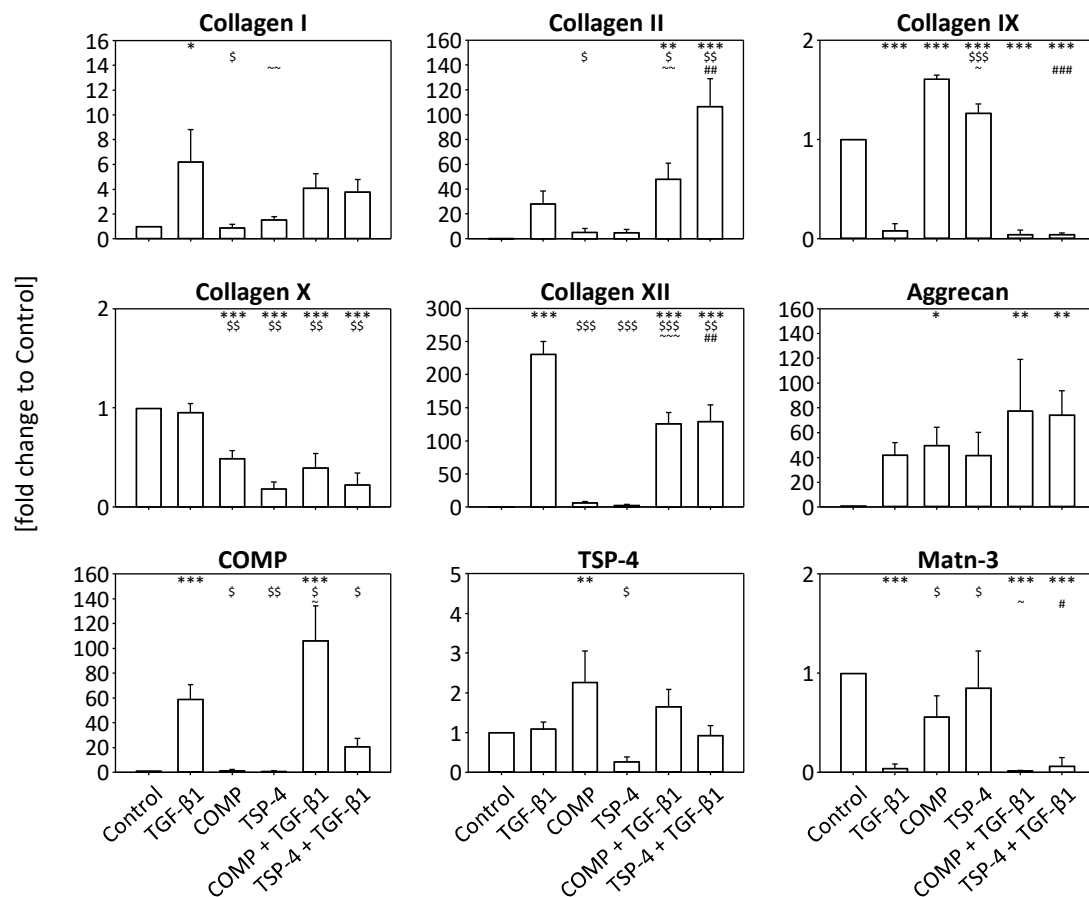 Collagen I
Collagen II
Collagen IX
16
14
12
10
8
6
4
2
0
*
$
~~
160
140
120
100
80
60
40
20
0
$
** ***
$ $$
~~ ##
2
1
0
*** *** *** *** ***
$$$
~ ###
[fold change to Control]
Collagen X
Collagen XII
Aggrecan
2
1
0
*** *** *** ***
$$ $$ $$ $$
300
250
200
150
100
50
0
*** *** ***
$$$ $$$ $$$ $$
~~~ ##
160
140
120
100
80
60
40
20
0
* ** **
COMP
TSP-4
Matn-3
160
140
120
100
80
60
40
20
0
*** ***
$ $$ $ $
~
5
4
3
2
1
0
**
$
2
1
0
*** *** ***
$ $
~ #
Control
TGF-β1
COMP
TSP-4
COMP + TGF-β1
TSP-4 + TGF-β1
Control
TGF-β1
COMP
TSP-4
COMP + TGF-β1
TSP-4 + TGF-β1
Control
TGF-β1
COMP
TSP-4
COMP + TGF-β1
TSP-4 + TGF-β1